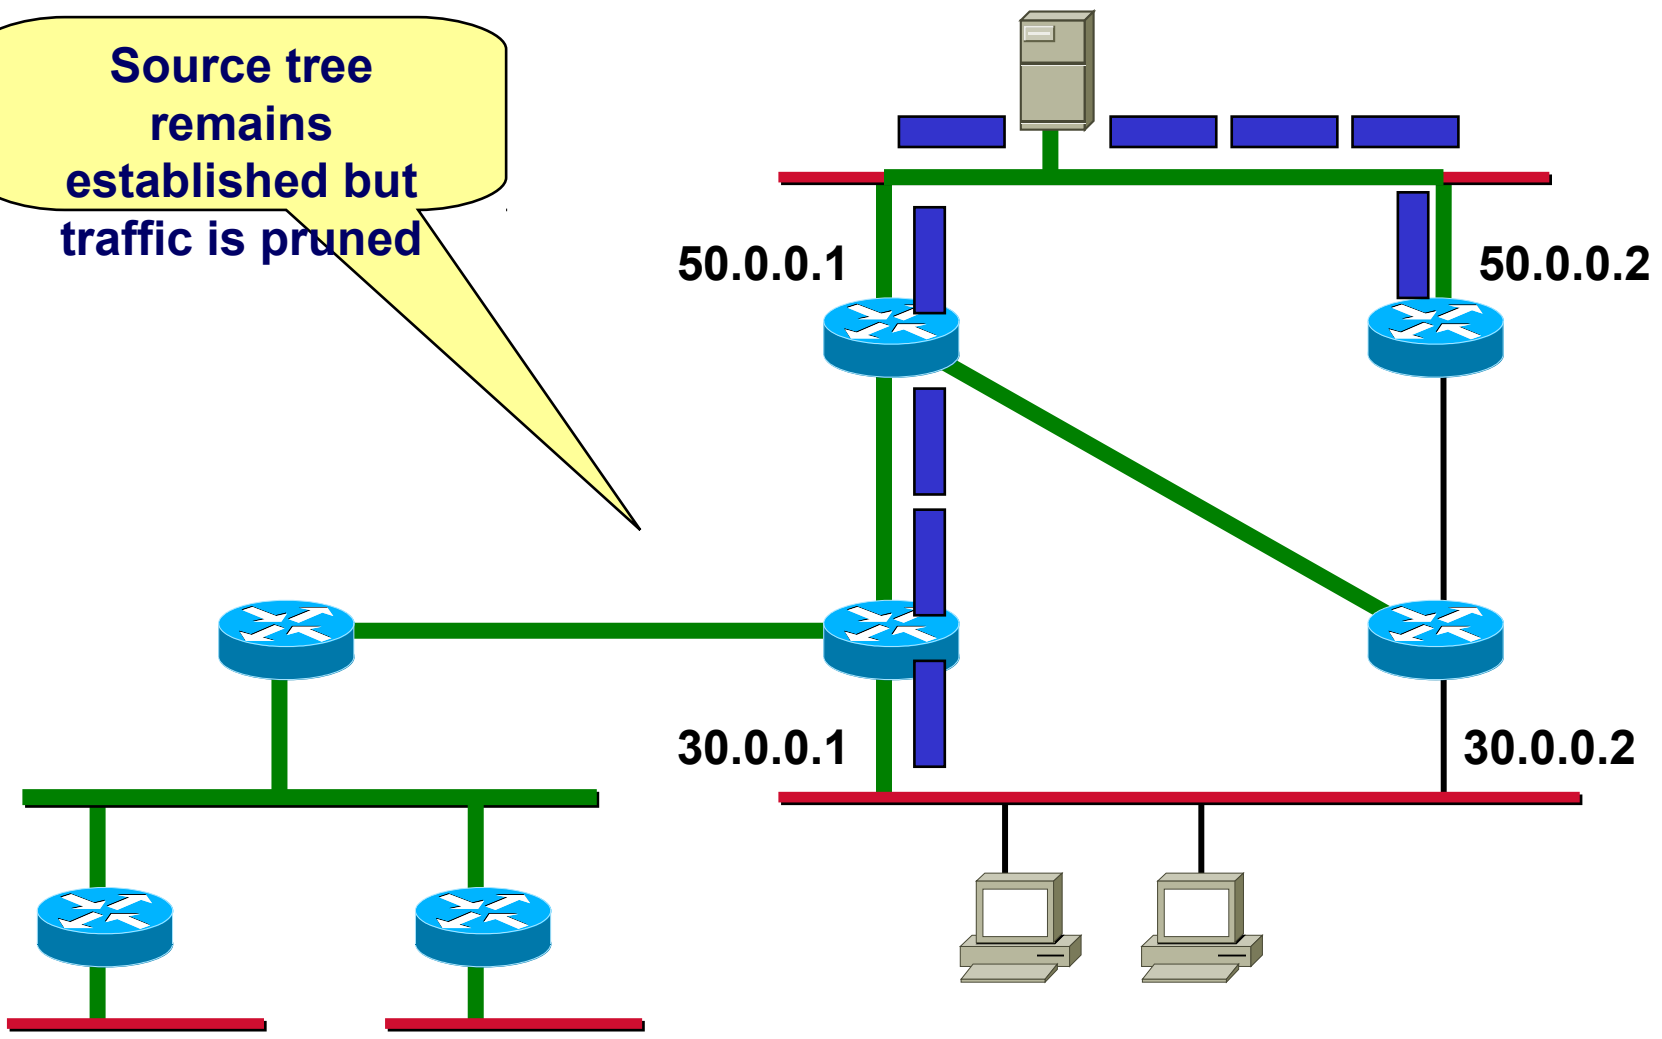 Source tree
remains
established but
traffic is pruned
50.0.0.1
50.0.0.2
30.0.0.1
30.0.0.2